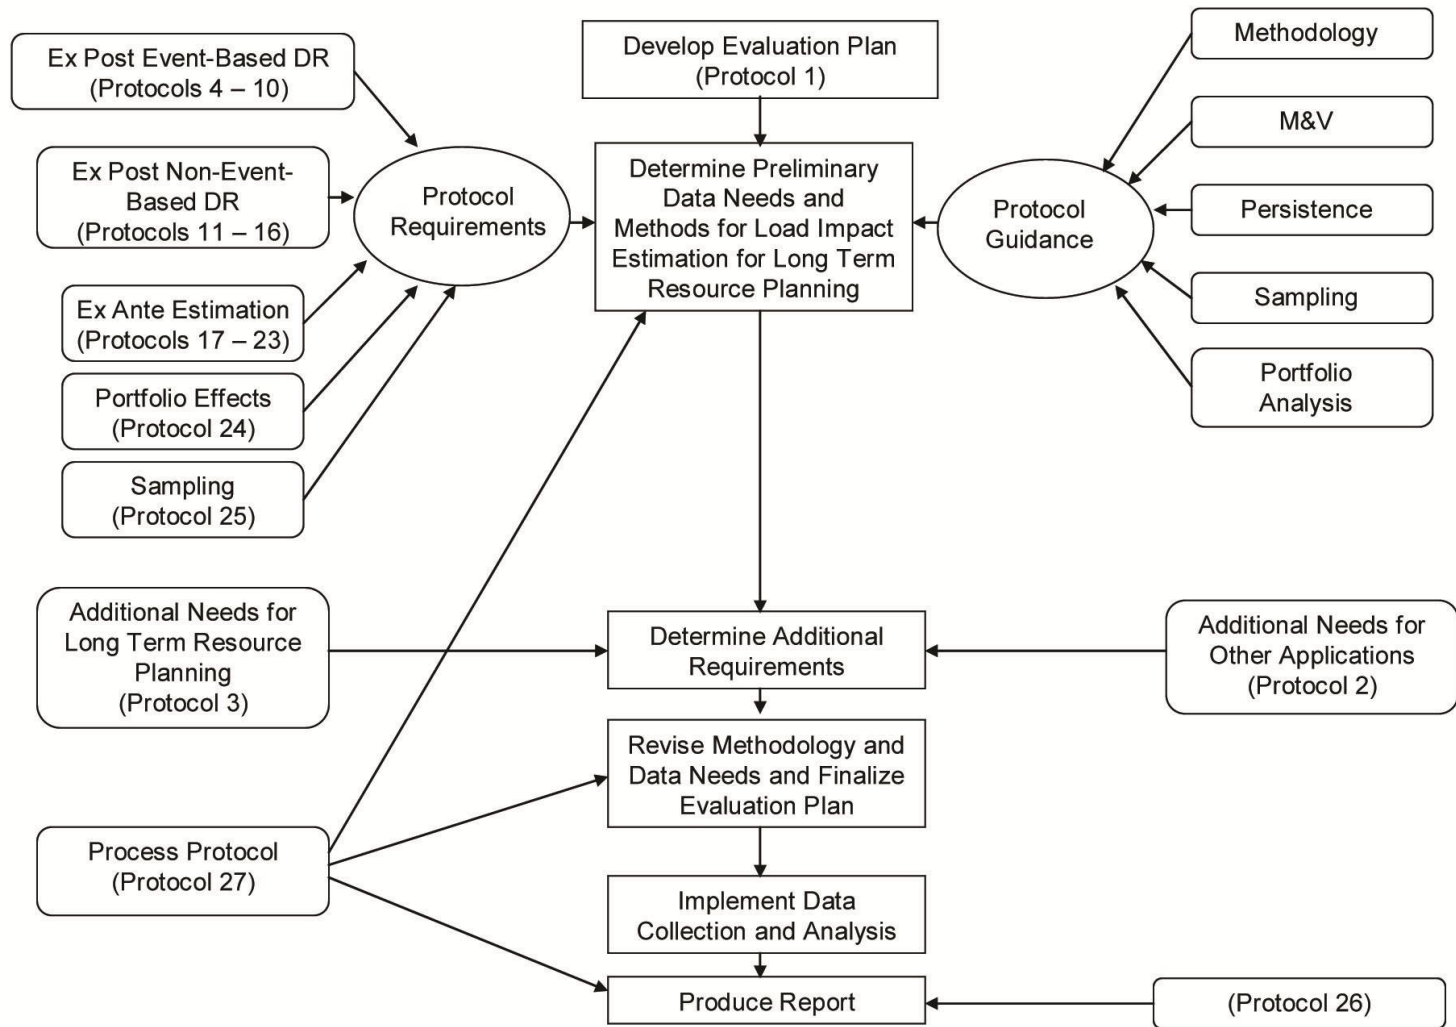 Ex Post Event-Based DR
(Protocols 4 – 10)
Develop Evaluation Plan
(Protocol 1)
Methodology
M&V
Ex Post Non-Event-
Based DR
(Protocols 11 – 16)
Protocol
Requirements
Determine Preliminary
Data Needs and
Methods for Load Impact
Estimation for Long Term
Resource Planning
Protocol
Guidance
Persistence
Ex Ante Estimation
(Protocols 17 – 23)
Sampling
Portfolio Effects
(Protocol 24)
Portfolio
Analysis
Sampling
(Protocol 25)
Additional Needs for
Long Term Resource
Planning
(Protocol 3)
Determine Additional
Requirements
Additional Needs for
Other Applications
(Protocol 2)
Revise Methodology and
Data Needs and Finalize
Evaluation Plan
Process Protocol
(Protocol 27)
Implement Data
Collection and Analysis
Produce Report
(Protocol 26)